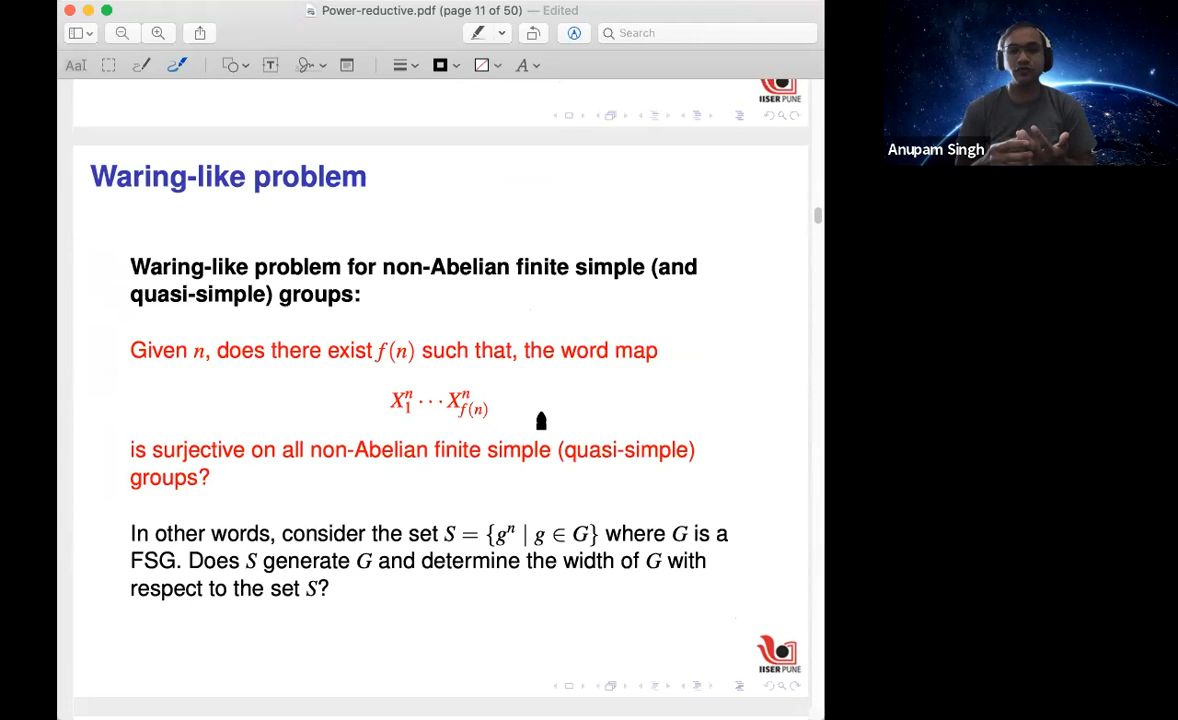 Power-reductive.pdf (page 11 of 50) — Edited
Search
AaI
T
A
IISER PUNE
Anupam Singh
Waring-like problem
Waring-like problem for non-Abelian finite simple (and
quasi-simple) groups:
Given n, does there exist f(n) such that, the word map
X₁ⁿ ··· Xⁿ_{f(n)}
is surjective on all non-Abelian finite simple (quasi-simple)
groups?
In other words, consider the set S = {gⁿ | g ∈ G} where G is a
FSG. Does S generate G and determine the width of G with
respect to the set S?
IISER PUNE